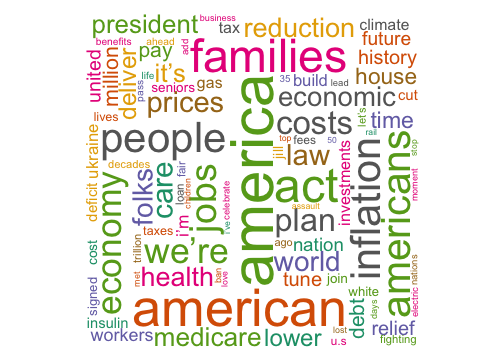 president
business
tax
reduction
climate
benefits
ahead
add
families
future
united
million
deliver
pay
it's
history
life
pass
seniors
gas
35
build
lead
house
lives
prices
economic
cut
costs
let's
time
people
america
top
fees
50
rail
law
jill
deficit
ukraine
decades
folks
care
loan
fair
children
jobs
act
assault
investments
inflation
americans
stop
moment
economy
i'm
i've
celebrate
plan
we're
ago
nation
cost
trillion
taxes
world
met
health
ban
love
tune
join
white
electric
nations
signed
american
days
debt
insulin
relief
workers
medicare
lower
lost
u.s
fighting